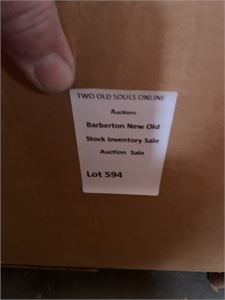 TWO OLD SOULS ONLINE
Auctions
Barberton New Old
Stock Inventory Sale
Auction Sale
Lot 594